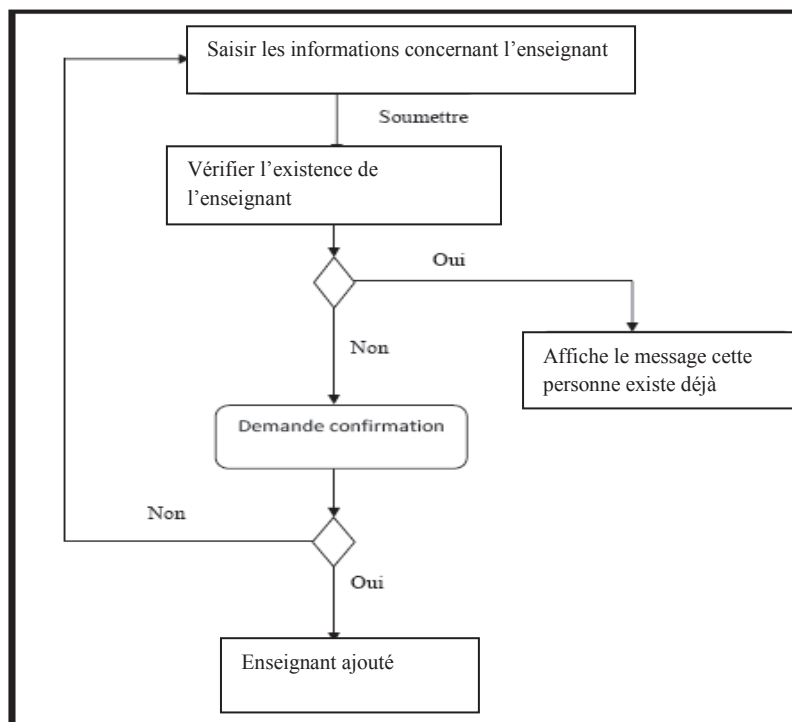 Saisir les informations concernant l’enseignant
Soumettre
Vérifier l’existence de
l’enseignant
Oui
Non
Affiche le message cette
personne existe déjà
Demande confirmation
Non
Oui
Enseignant ajouté